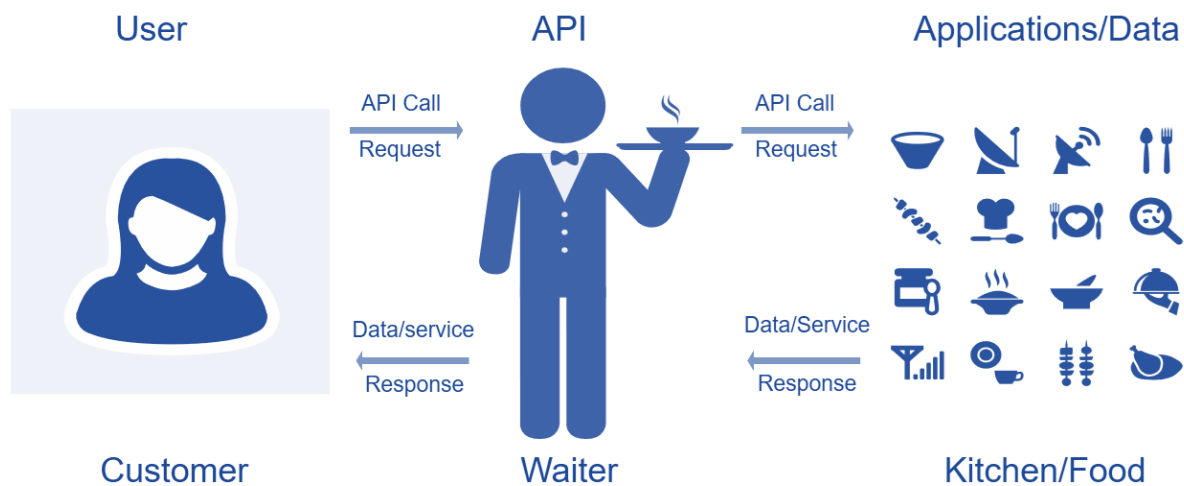 User
API
Applications/Data
API Call
Request
API Call
Request
Data/service
Response
Data/Service
Response
Customer
Waiter
Kitchen/Food